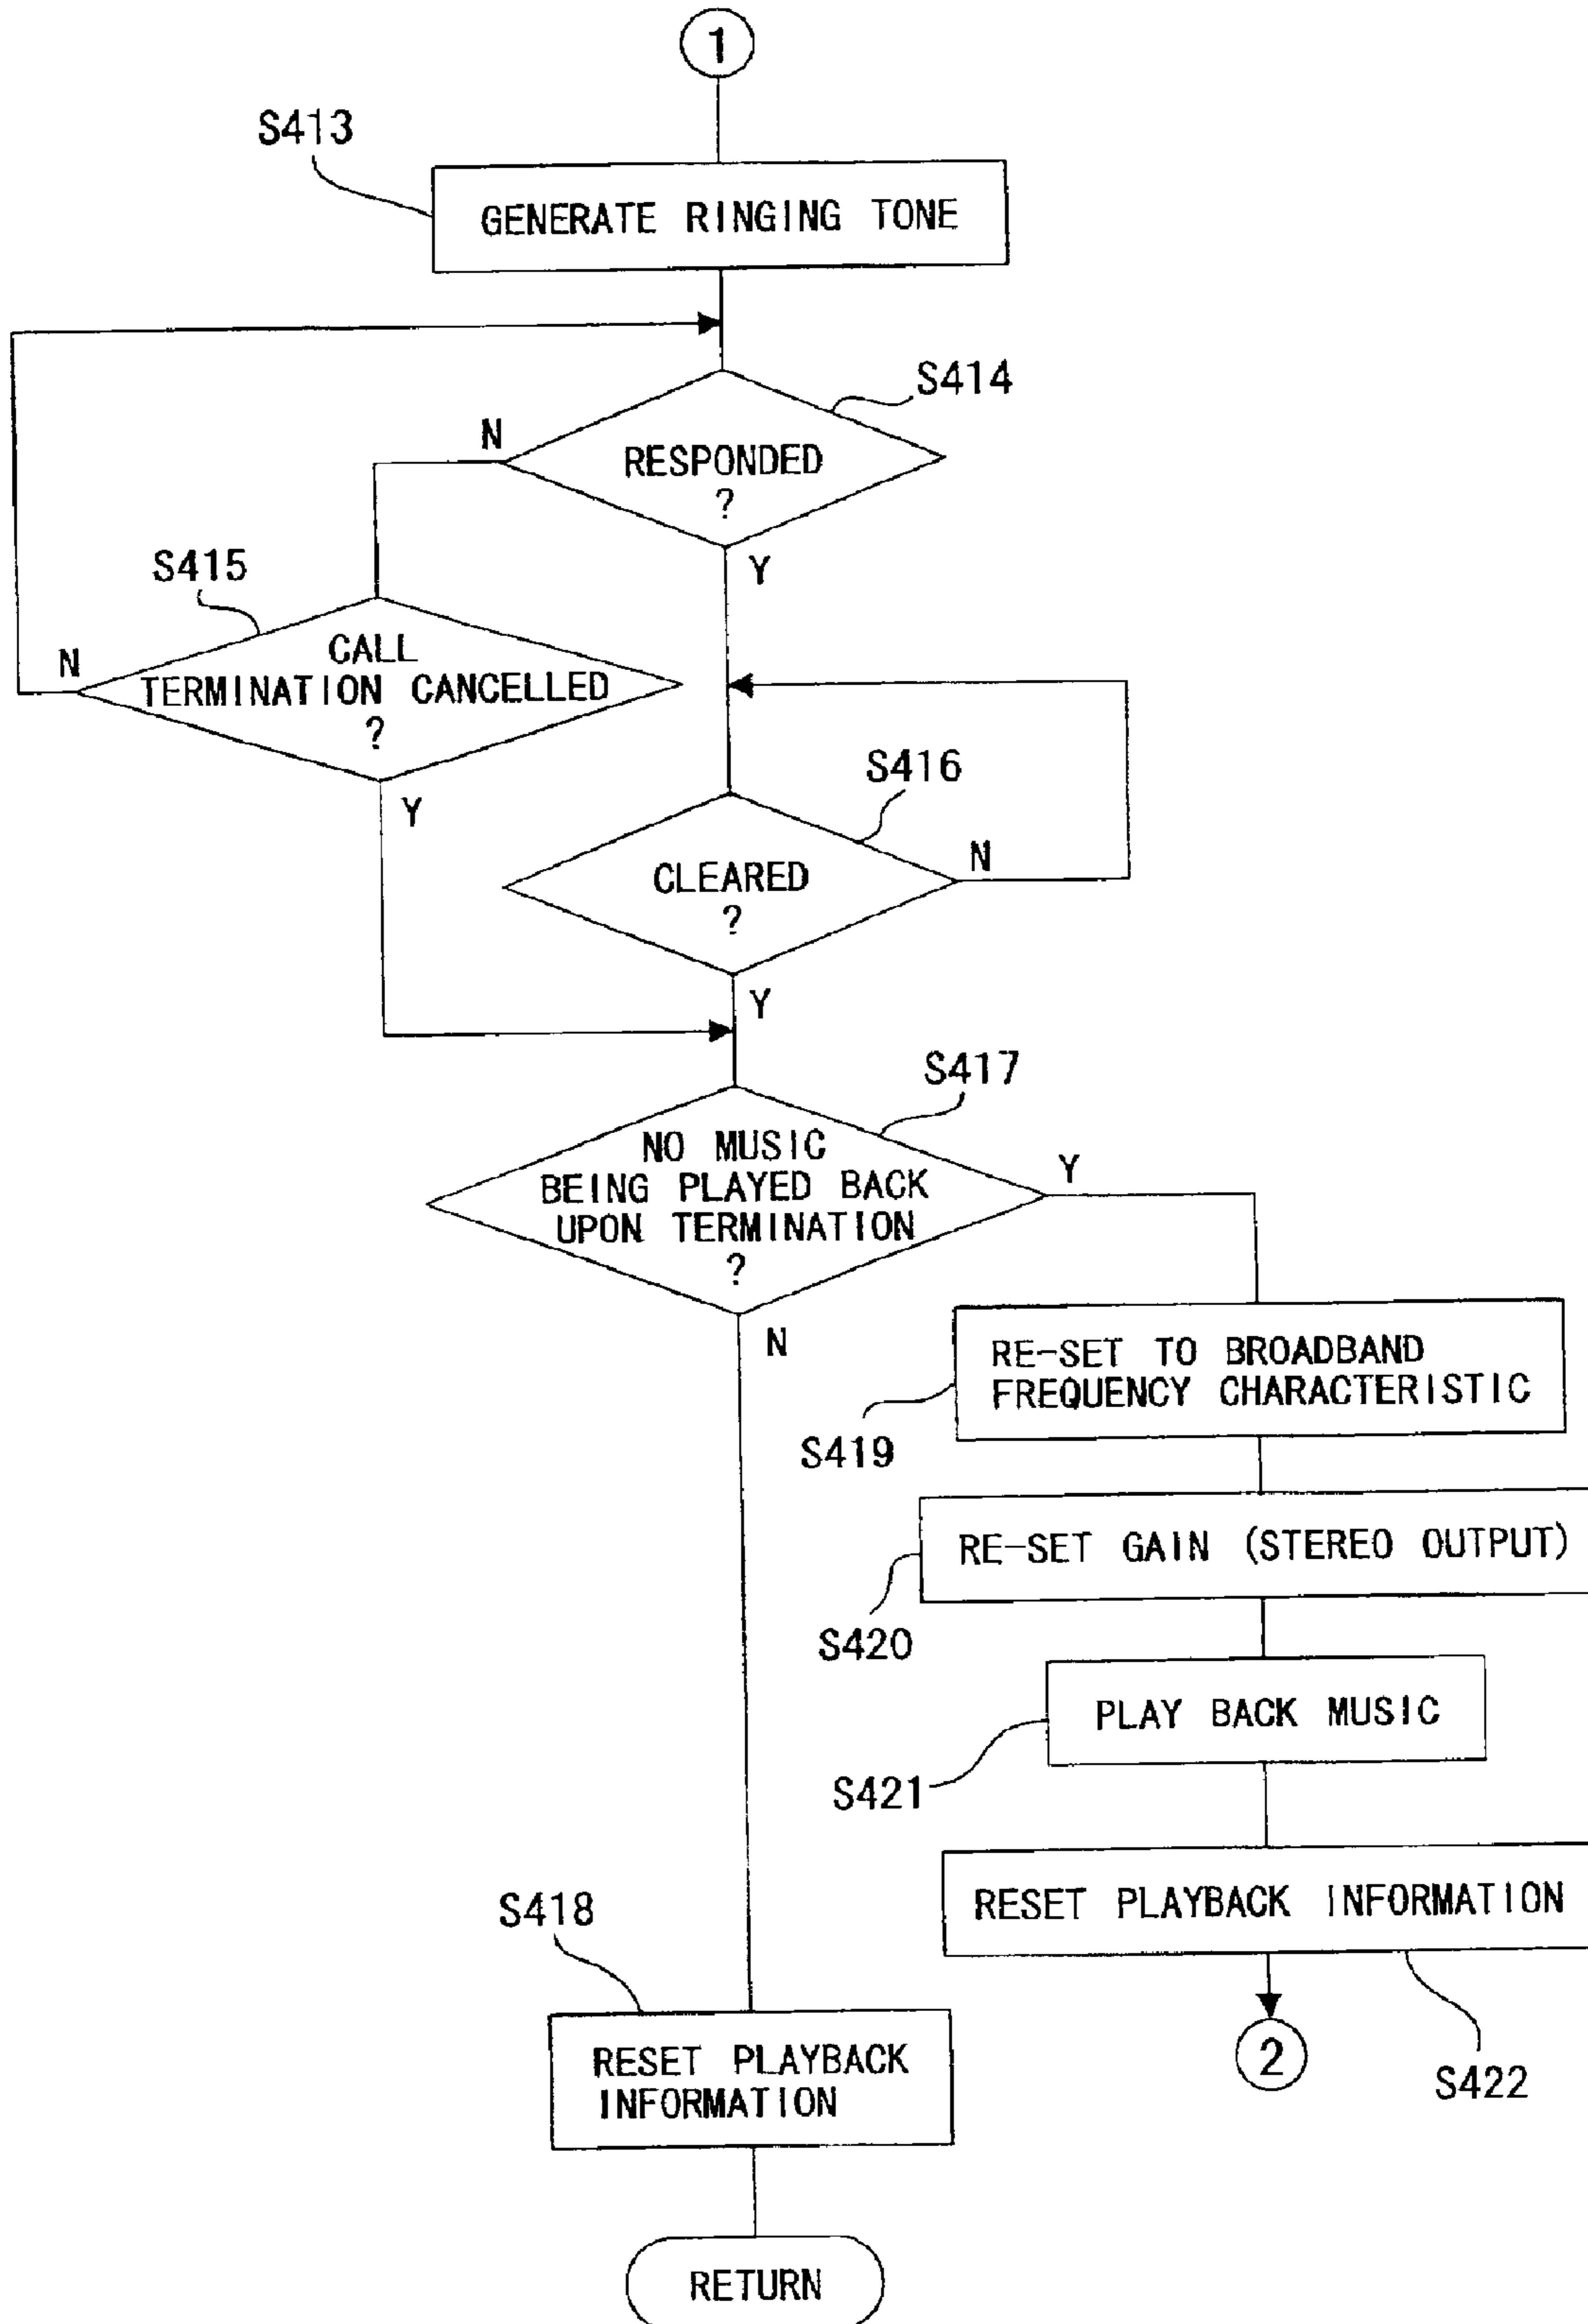 1
S413
GENERATE RINGING TONE
S414
N
RESPONDED
?
Y
S415
N
CALL
TERMINATION CANCELLED
?
Y
S416
N
CLEARED
?
Y
S417
NO MUSIC
BEING PLAYED BACK
UPON TERMINATION
?
Y
N
RE-SET TO BROADBAND
FREQUENCY CHARACTERISTIC
S419
RE-SET GAIN (STEREO OUTPUT)
S420
PLAY BACK MUSIC
S421
RESET PLAYBACK INFORMATION
S422
2
S418
RESET PLAYBACK
INFORMATION
RETURN